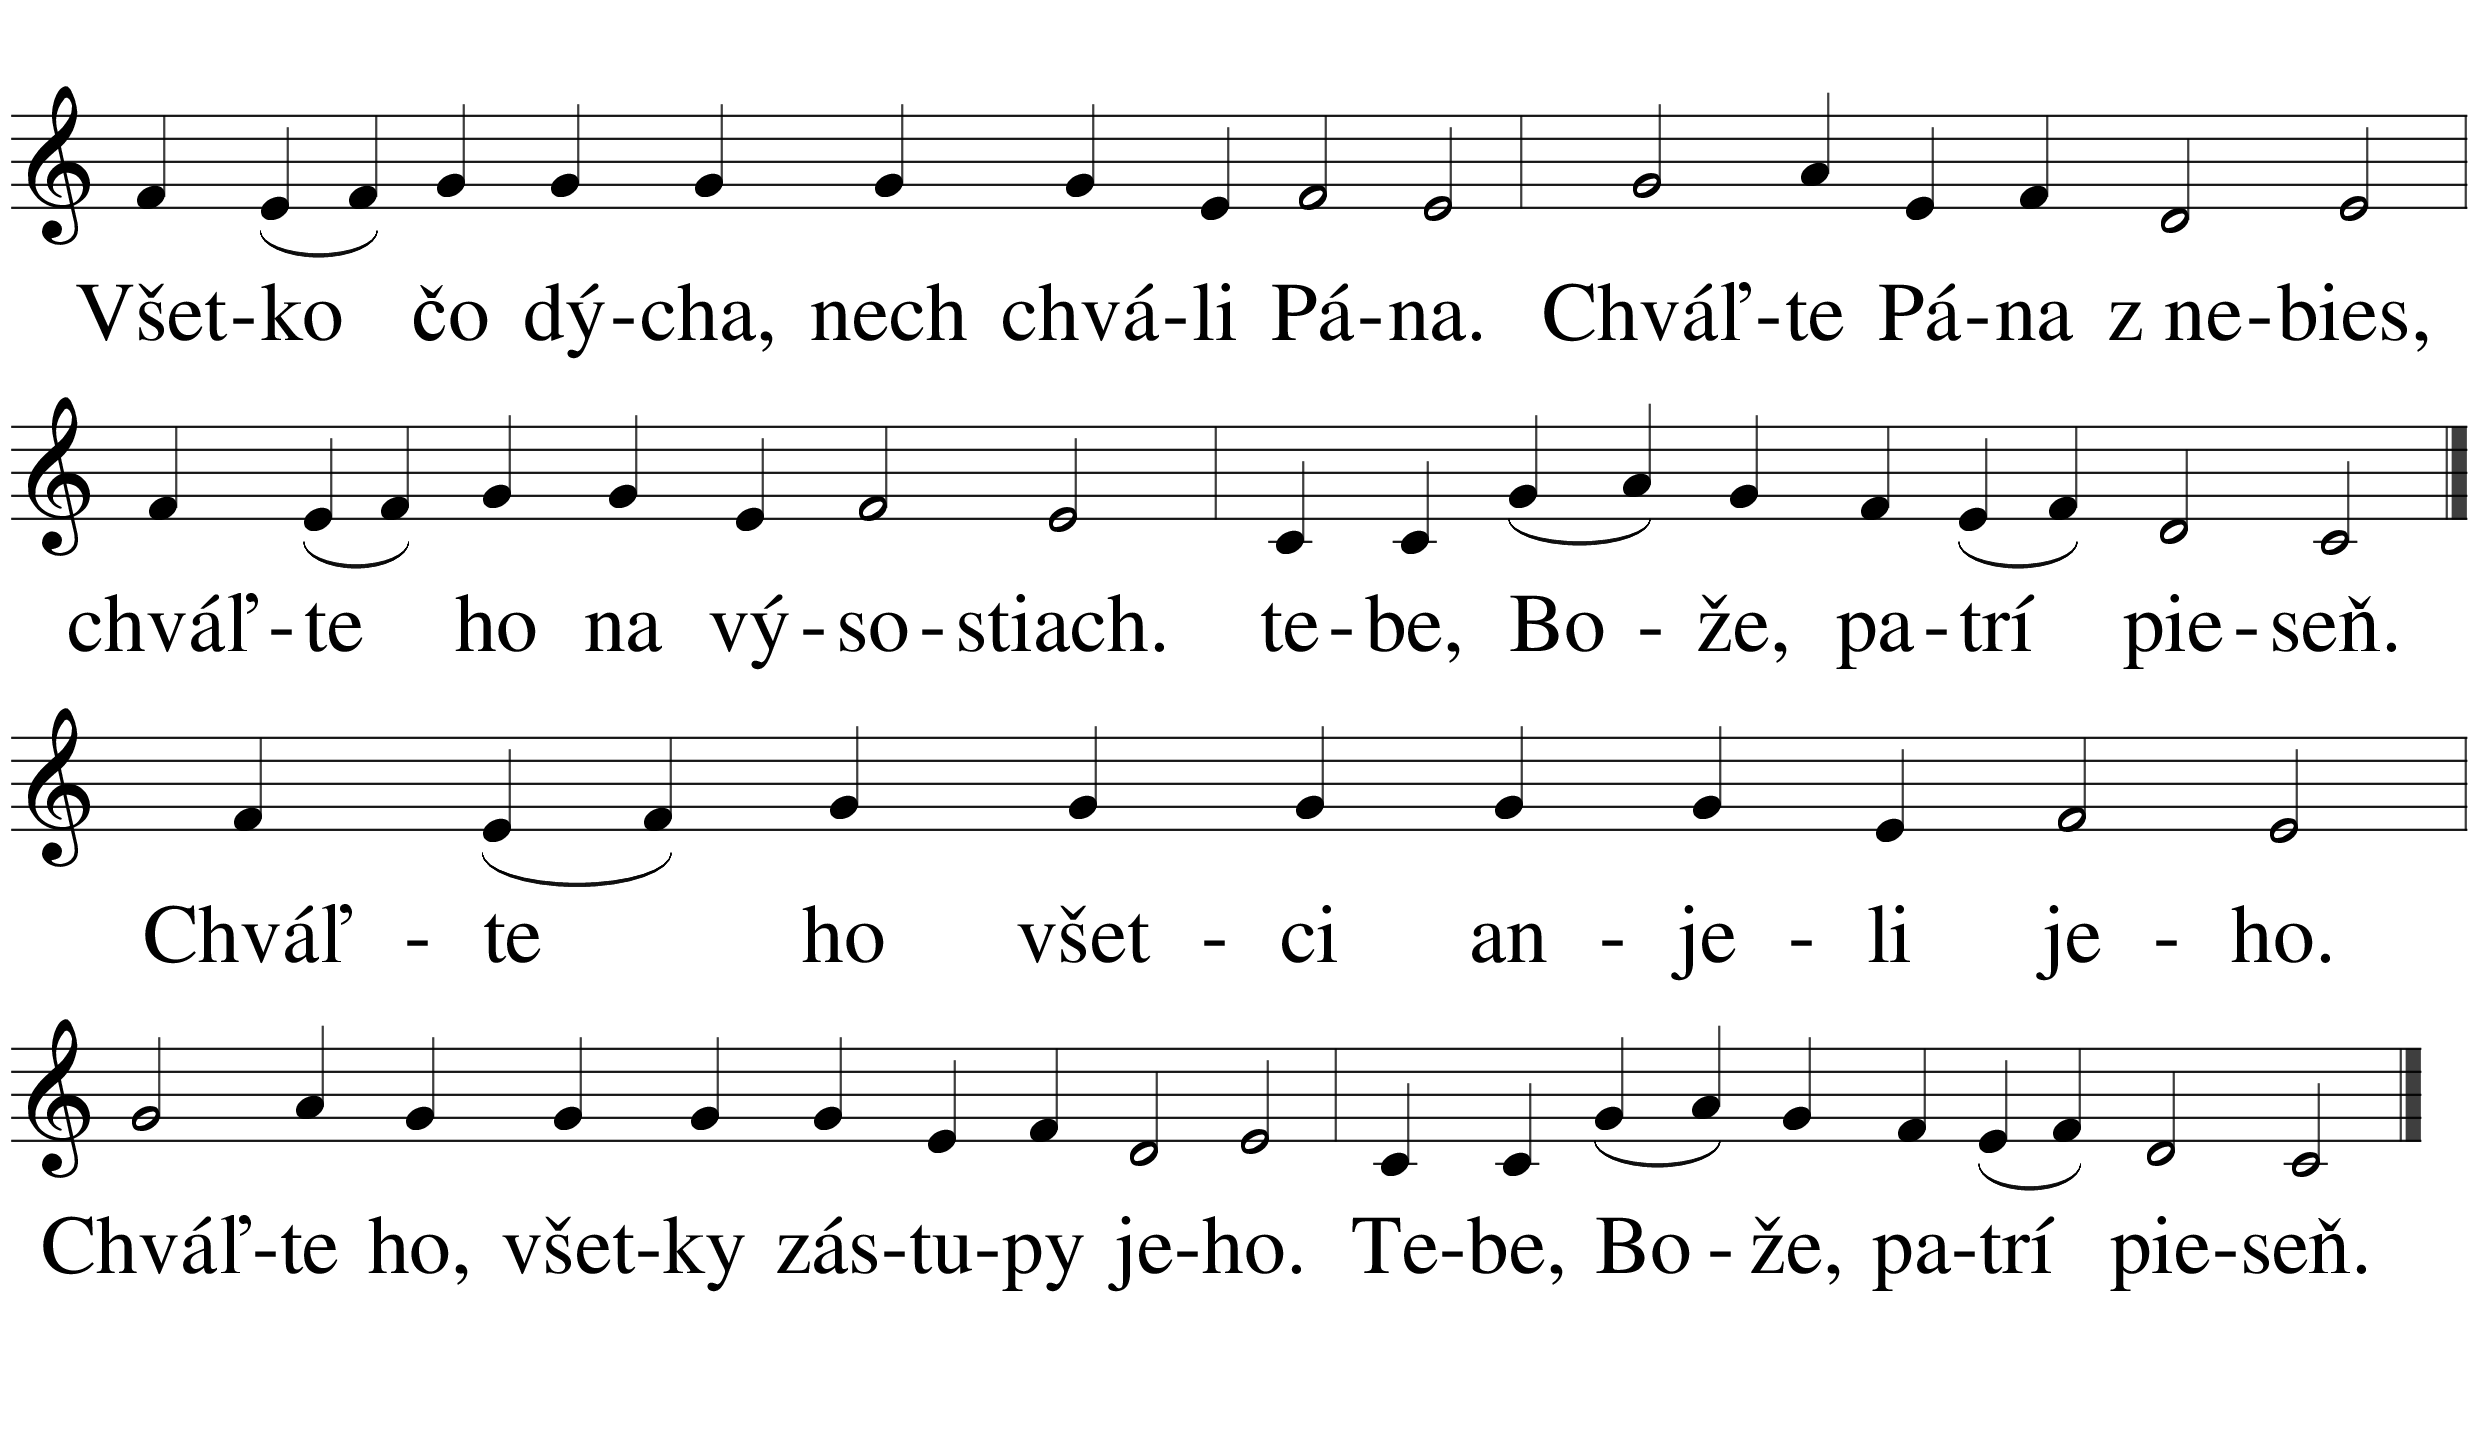 Všet-ko čo dý-cha, nech chvá-li Pá-na. Chváľ-te Pá-na z ne-bies,
chváľ-te ho na vý-so-stiach. te-be, Bo - že, pa-trí pie-seň.
Chváľ - te ho všet - ci an - je - li je - ho.
Chváľ-te ho, všet-ky zás-tu-py je-ho. Te-be, Bo - že, pa-trí pie-seň.